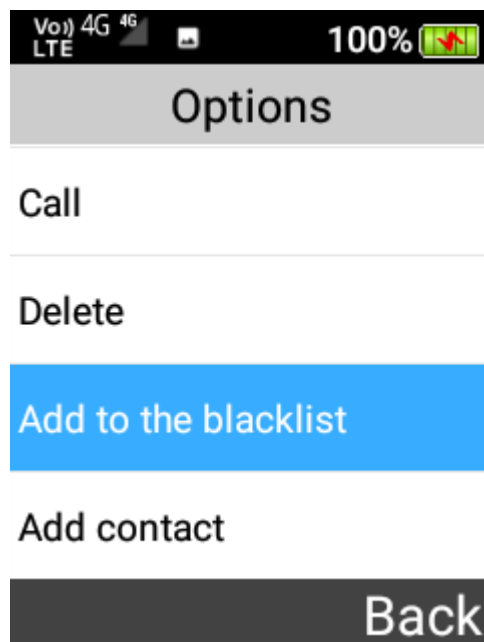 Vo)) 4G 4G
LTE
100%
Options
Call
Delete
Add to the blacklist
Add contact
Back